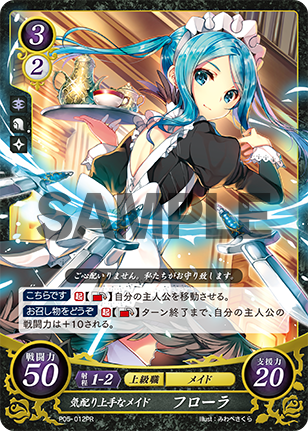 3
2
SAMPLE
ご心配いりません。私たちがお守り致します。
こちらです 起【】自分の主人公を移動させる。
お召し物をどうぞ 起【】ターン終了まで、自分の主人公の
戦闘力は+10される。
戦闘力
50
射程 1-2 上級職 メイド
支援力
20
気配り上手なメイド フローラ
P05-012PR
Illust：みわべさくら